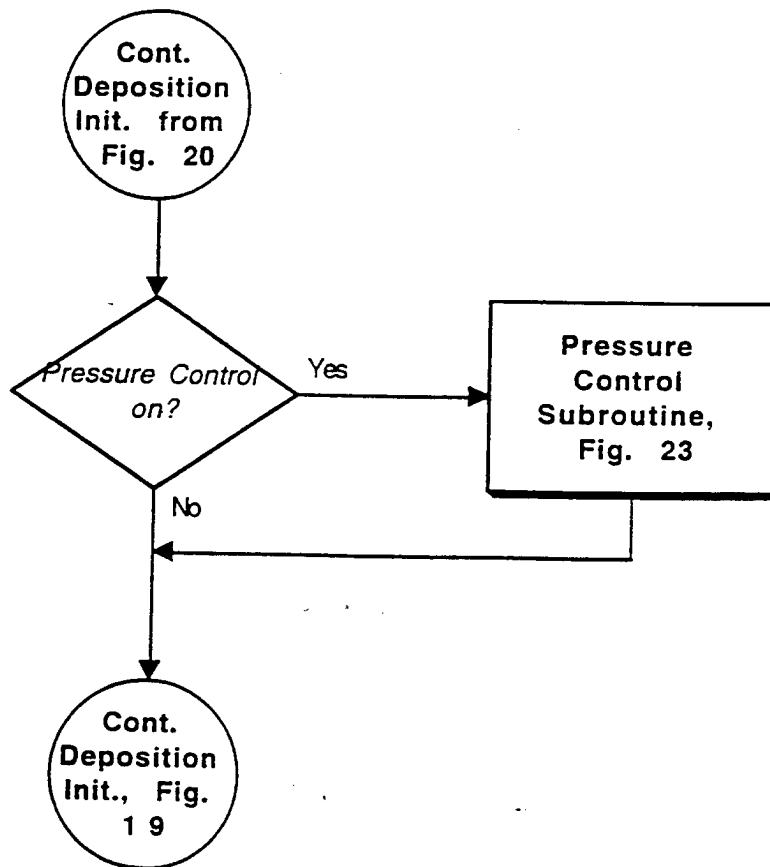 Cont.
Deposition
Init. from
Fig. 20
Pressure Control
on?
Yes
Pressure
Control
Subroutine,
Fig. 23
No
Cont.
Deposition
Init., Fig.
1 9